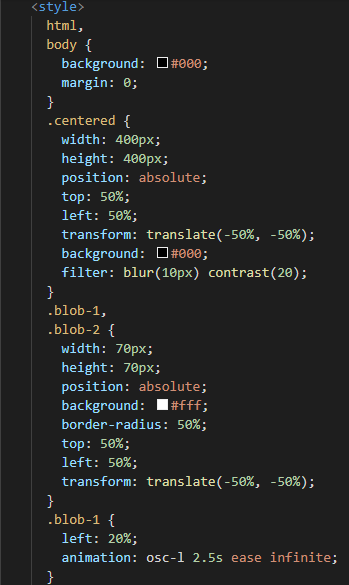 <style>
html,
body {
background: #000;
margin: 0;
}
.centered {
width: 400px;
height: 400px;
position: absolute;
top: 50%;
left: 50%;
transform: translate(-50%, -50%);
background: #000;
filter: blur(10px) contrast(20);
}
.blob-1,
.blob-2 {
width: 70px;
height: 70px;
position: absolute;
background: #fff;
border-radius: 50%;
top: 50%;
left: 50%;
transform: translate(-50%, -50%);
}
.blob-1 {
left: 20%;
animation: osc-l 2.5s ease infinite;
}